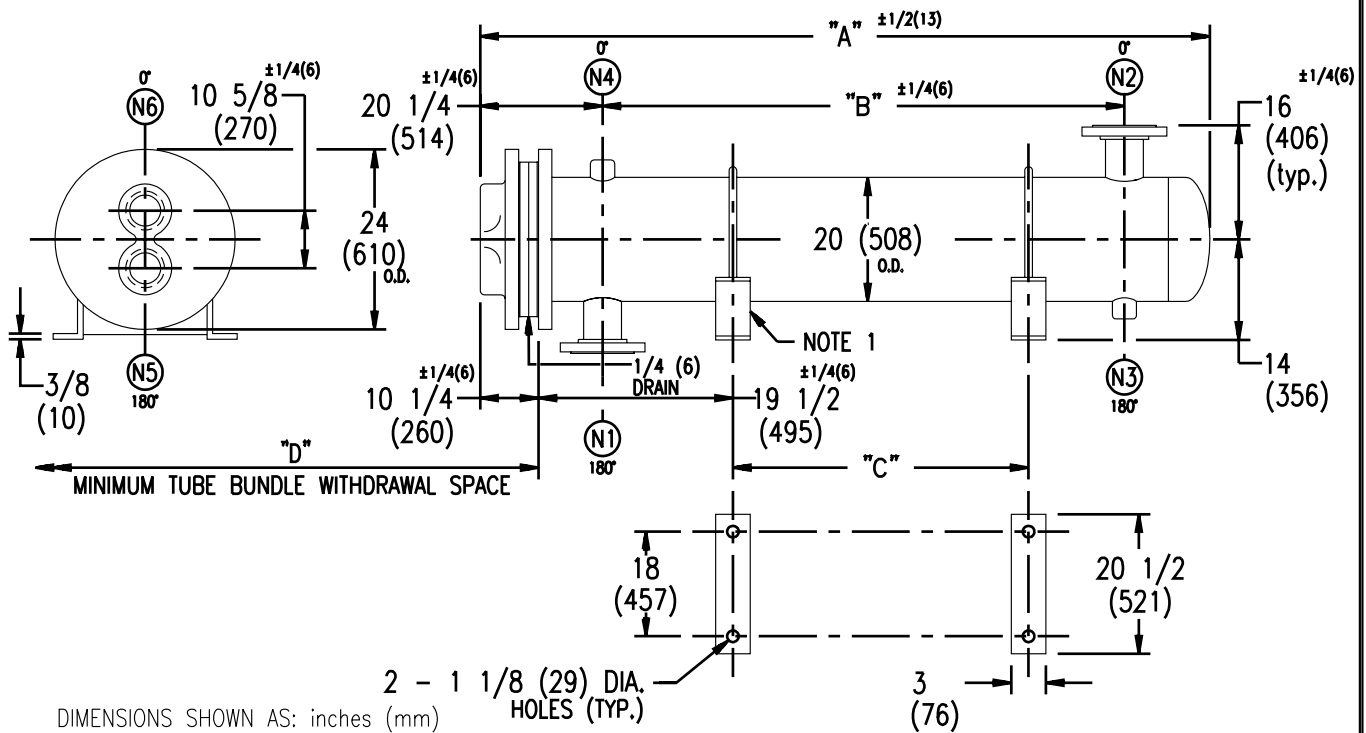 "A" ±1/2(13)
0°
N6
10 5/8 ±1/4(6)
(270)
24
(610)
O.D.
3/8
(10)
N5
180°
20 1/4 ±1/4(6)
(514)
0°
N4
"B" ±1/4(6)
0°
N2
±1/4(6)
16
(406)
(typ.)
20 (508)
O.D.
NOTE 1
1/4 (6)
DRAIN
10 1/4 ±1/4(6)
(260)
19 1/2 ±1/4(6)
(495)
N1
180°
N3
180°
14
(356)
"D"
MINIMUM TUBE BUNDLE WITHDRAWAL SPACE
"C"
18
(457)
20 1/2
(521)
2 - 1 1/8 (29) DIA.
HOLES (TYP.)
3
(76)
DIMENSIONS SHOWN AS: inches (mm)